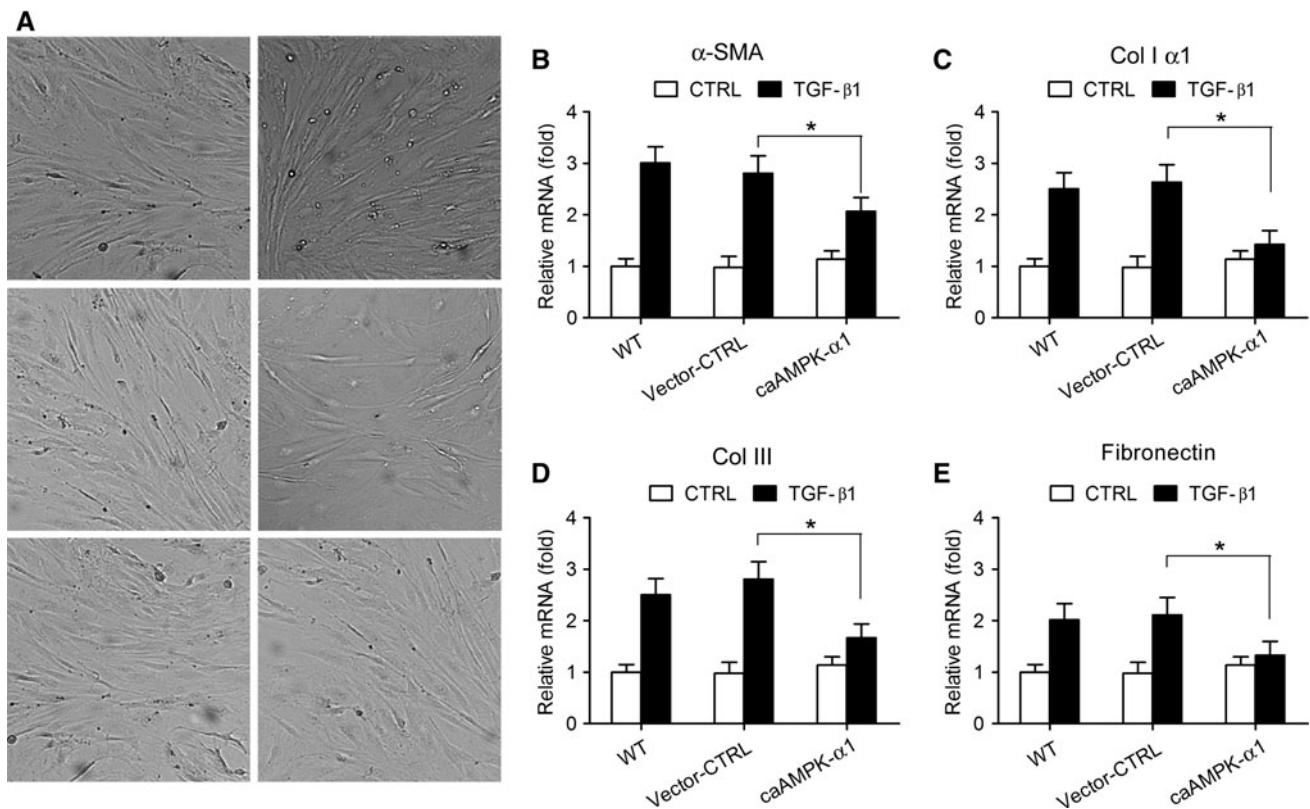 A
B
α-SMA
CTRL TGF-β1
Relative mRNA (fold)
4
3
2
1
0
*
WT
Vector-CTRL
caAMPK-α1
C
Col I α1
CTRL TGF-β1
Relative mRNA (fold)
4
3
2
1
0
*
WT
Vector-CTRL
caAMPK-α1
D
Col III
CTRL TGF-β1
Relative mRNA (fold)
4
3
2
1
0
*
WT
Vector-CTRL
caAMPK-α1
E
Fibronectin
CTRL TGF-β1
Relative mRNA (fold)
4
3
2
1
0
*
WT
Vector-CTRL
caAMPK-α1